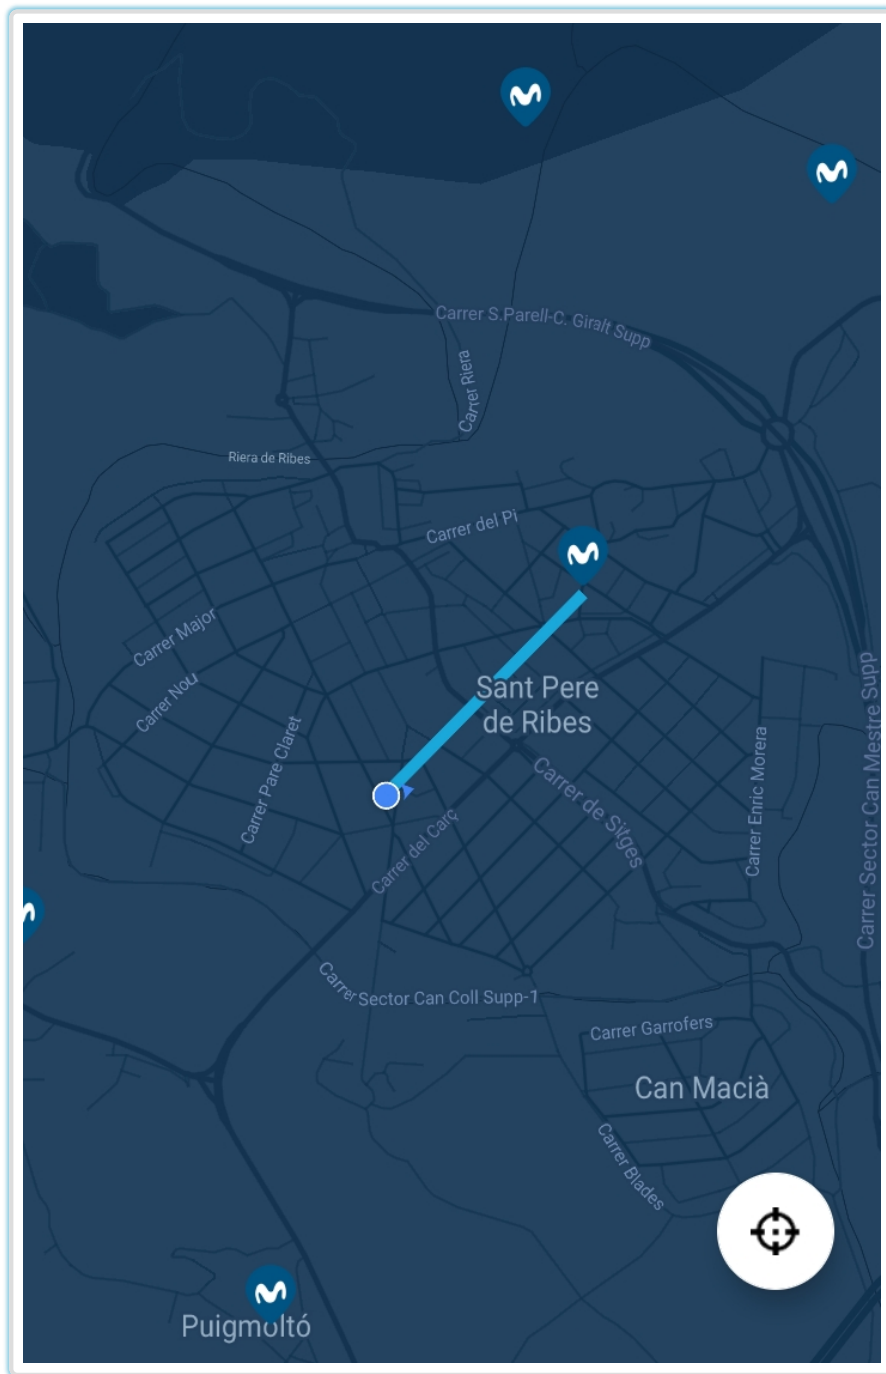 Carrer S.Parell-C. Giralt Supp
Carrer Riera
Riera de Ribes
Carrer del Pi
Carrer Major
Carrer Nou
Sant Pere
de Ribes
Carrer Pare Claret
Carrer de Sitges
Carrer Enric Morera
Carrer Sector Can Mestre Supp
Carrer del Carç
Carrer Sector Can Coll Supp-1
Carrer Garrofers
Can Macià
Carrer Blades
Puigmoltó